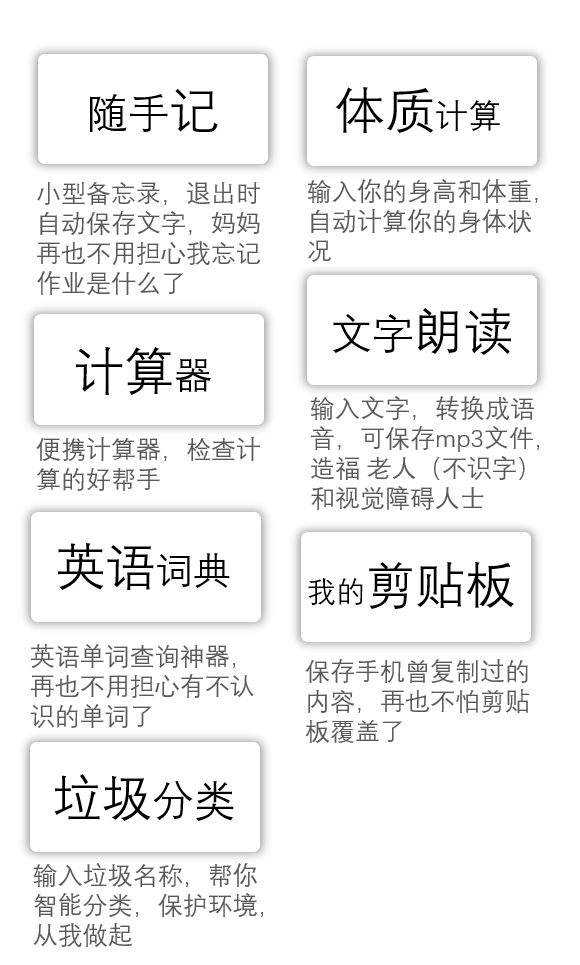 随手记
小型备忘录，退出时
自动保存文字，妈妈
再也不用担心我忘记
作业是什么了
计算器
便携计算器，检查计
算的好帮手
英语词典
英语单词查询神器，
再也不用担心有不认
识的单词了
垃圾分类
输入垃圾名称，帮你
智能分类，保护环境，
从我做起
体质计算
输入你的身高和体重，
自动计算你的身体状
况
文字朗读
输入文字，转换成语
音，可保存mp3文件，
造福 老人（不识字）
和视觉障碍人士
我的剪贴板
保存手机曾复制过的
内容，再也不怕剪贴
板覆盖了